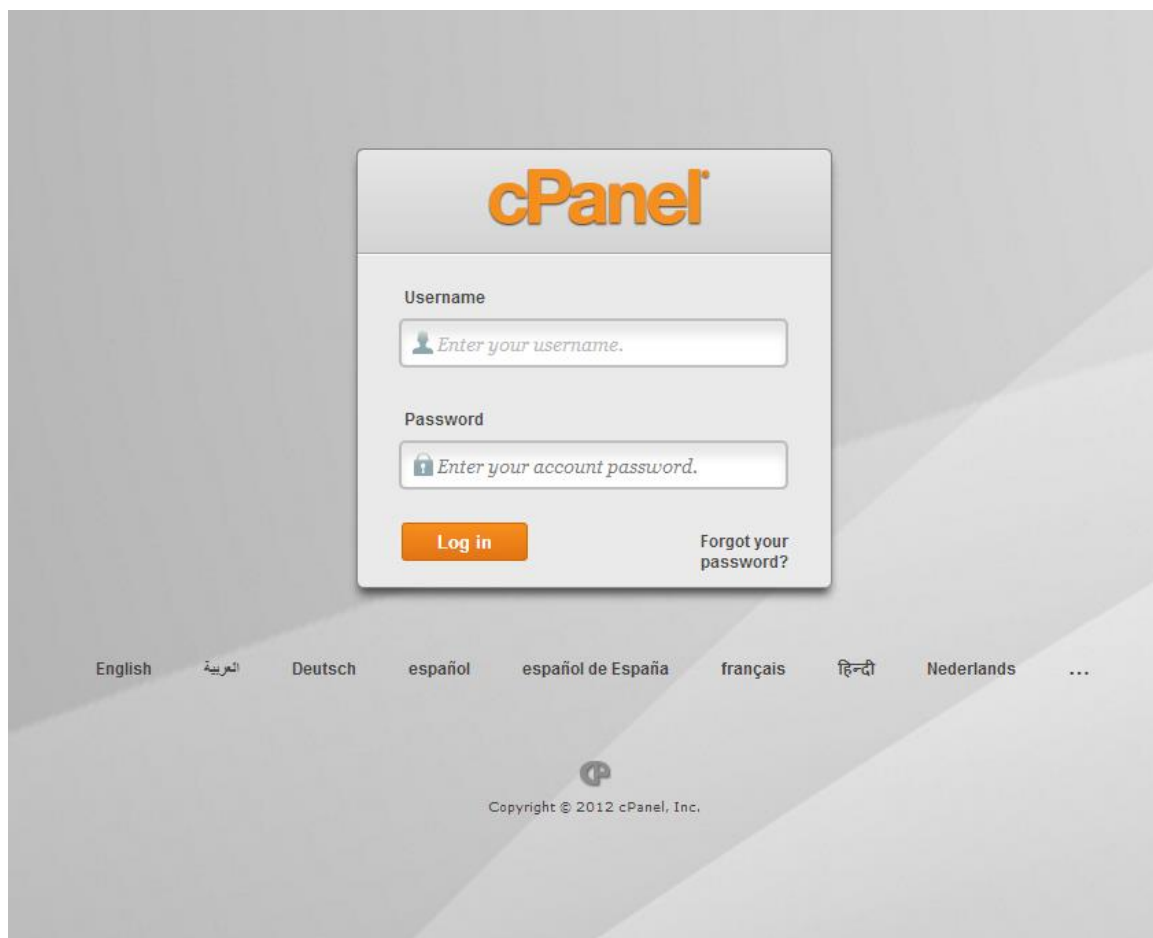 cPanel
Username
Enter your username.
Password
Enter your account password.
Log in
Forgot your
password?
English العربية Deutsch español español de España français हिन्दी Nederlands ...
cP
Copyright © 2012 cPanel, Inc.